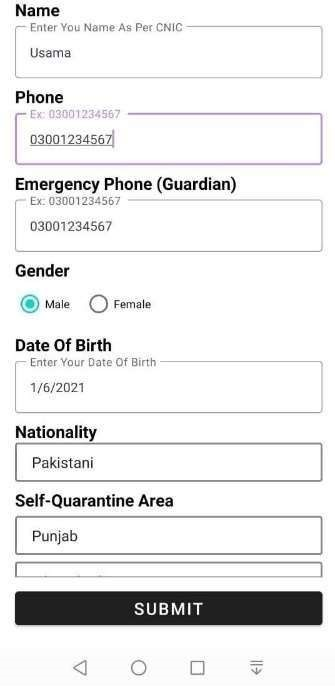 Name
Enter You Name As Per CNIC
Usama
Phone
Ex: 03001234567
03001234567
Emergency Phone (Guardian)
Ex: 03001234567
03001234567
Gender
Male Female
Date Of Birth
Enter Your Date Of Birth
1/6/2021
Nationality
Pakistani
Self-Quarantine Area
Punjab
SUBMIT